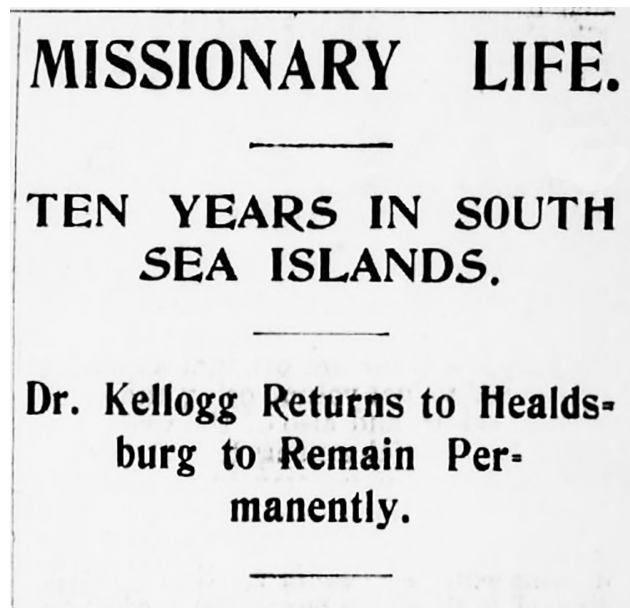 MISSIONARY LIFE.
TEN YEARS IN SOUTH
SEA ISLANDS.
Dr. Kellogg Returns to Healds-
burg to Remain Per-
manently.